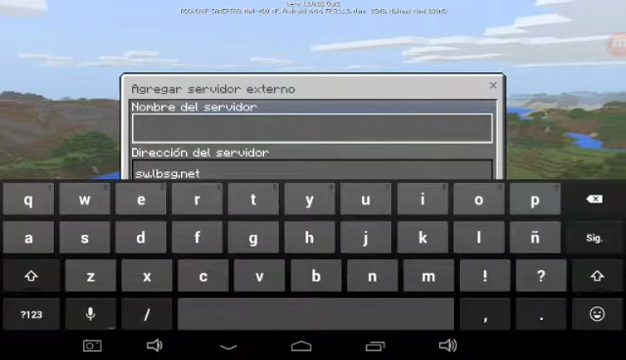 Agregar servidor externo
Nombre del servidor
Dirección del servidor
sw.lbsg.net
q w e r t y u i o p
a s d f g h j k l ñ Sig.
z x c v b n m ! ?
?123 / , .